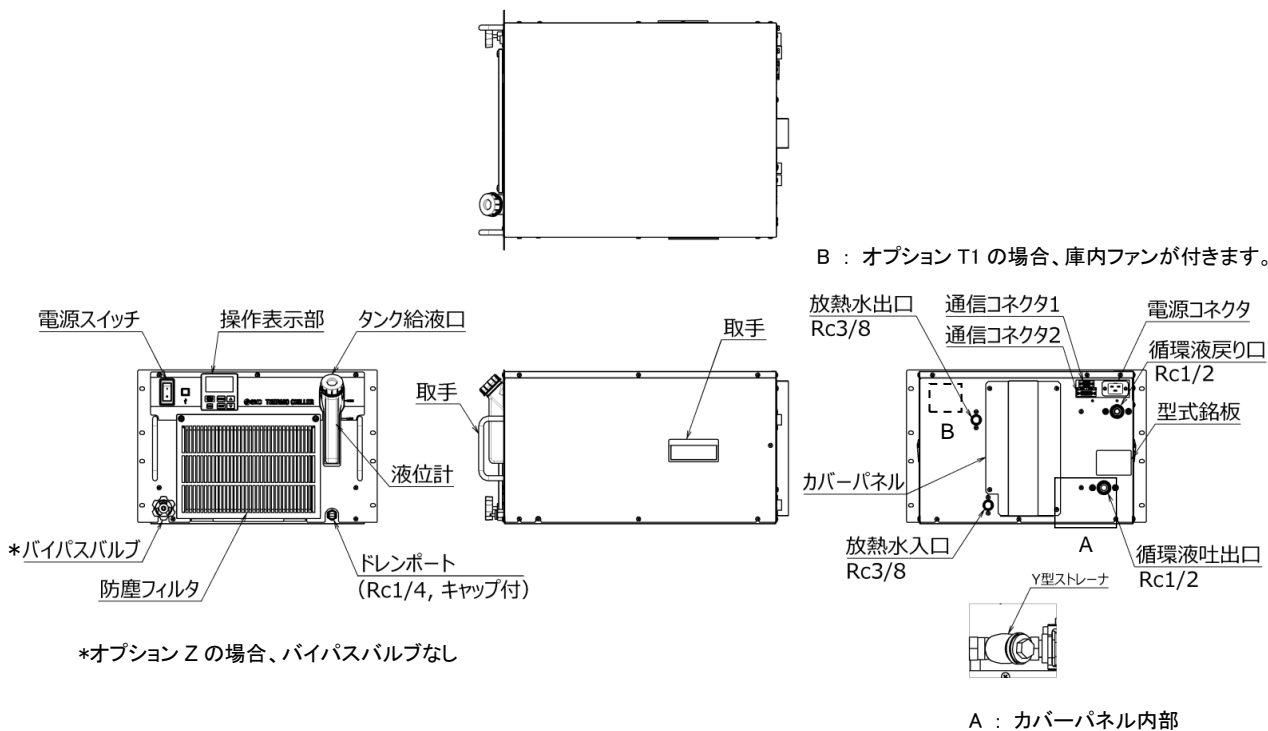 B : オプション T1 の場合、庫内ファンが付きます。
電源スイッチ
操作表示部
タンク給液口
取手
取手
液位計
*バイパスバルブ
防塵フィルタ
ドレンポート
(Rc1/4, キャップ付)
THERMO CHILLER
*オプション Z の場合、バイパスバルブなし
放熱水出口
Rc3/8
通信コネクタ1
通信コネクタ2
電源コネクタ
循環液戻り口
Rc1/2
型式銘板
B
カバーパネル
放熱水入口
Rc3/8
A
循環液吐出口
Rc1/2
Y型ストレーナ
A : カバーパネル内部